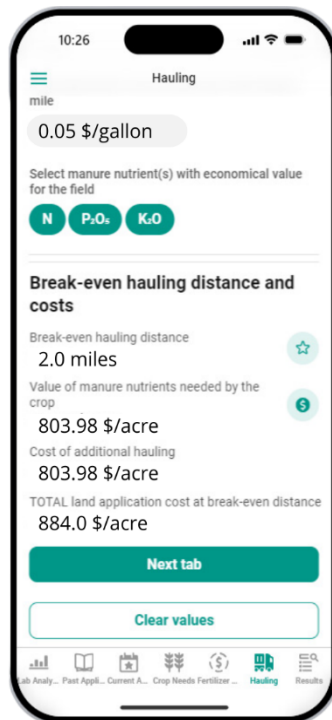 10:26
Hauling
mile
0.05 $/gallon
Select manure nutrient(s) with economical value
for the field
N P₂O₅ K₂O
Break-even hauling distance and
costs
Break-even hauling distance
2.0 miles
Value of manure nutrients needed by the
crop
803.98 $/acre
Cost of additional hauling
803.98 $/acre
TOTAL land application cost at break-even distance
884.0 $/acre
Next tab
Clear values
Lab Analy... Past Appli... Current A... Crop Needs Fertilizer ... Hauling Results